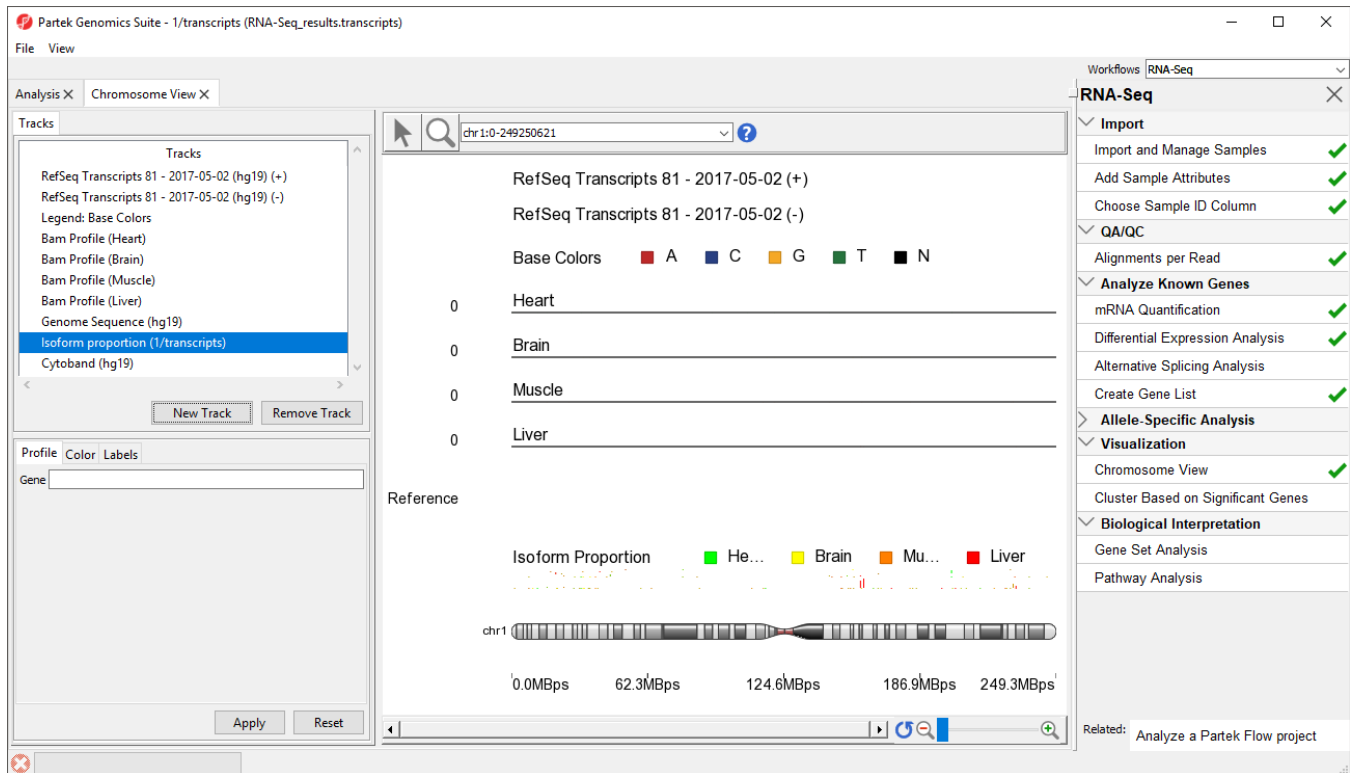 Partek Genomics Suite - 1/transcripts (RNA-Seq_results.transcripts)
File View
Workflows RNA-Seq
Analysis Chromosome View
Tracks
Tracks
RefSeq Transcripts 81 - 2017-05-02 (hg19) (+)
RefSeq Transcripts 81 - 2017-05-02 (hg19) (-)
Legend: Base Colors
Bam Profile (Heart)
Bam Profile (Brain)
Bam Profile (Muscle)
Bam Profile (Liver)
Genome Sequence (hg19)
Isoform proportion (1/transcripts)
Cytoband (hg19)
New Track Remove Track
Profile Color Labels
Gene
Apply Reset
chr1:0-249250621
RefSeq Transcripts 81 - 2017-05-02 (+)
RefSeq Transcripts 81 - 2017-05-02 (-)
Base Colors A C G T N
0 Heart
0 Brain
0 Muscle
0 Liver
Reference
Isoform Proportion He... Brain Mu... Liver
chr1
0.0MBps 62.3MBps 124.6MBps 186.9MBps 249.3MBps
RNA-Seq
Import
Import and Manage Samples
Add Sample Attributes
Choose Sample ID Column
QA/QC
Alignments per Read
Analyze Known Genes
mRNA Quantification
Differential Expression Analysis
Alternative Splicing Analysis
Create Gene List
Allele-Specific Analysis
Visualization
Chromosome View
Cluster Based on Significant Genes
Biological Interpretation
Gene Set Analysis
Pathway Analysis
Related: Analyze a Partek Flow project